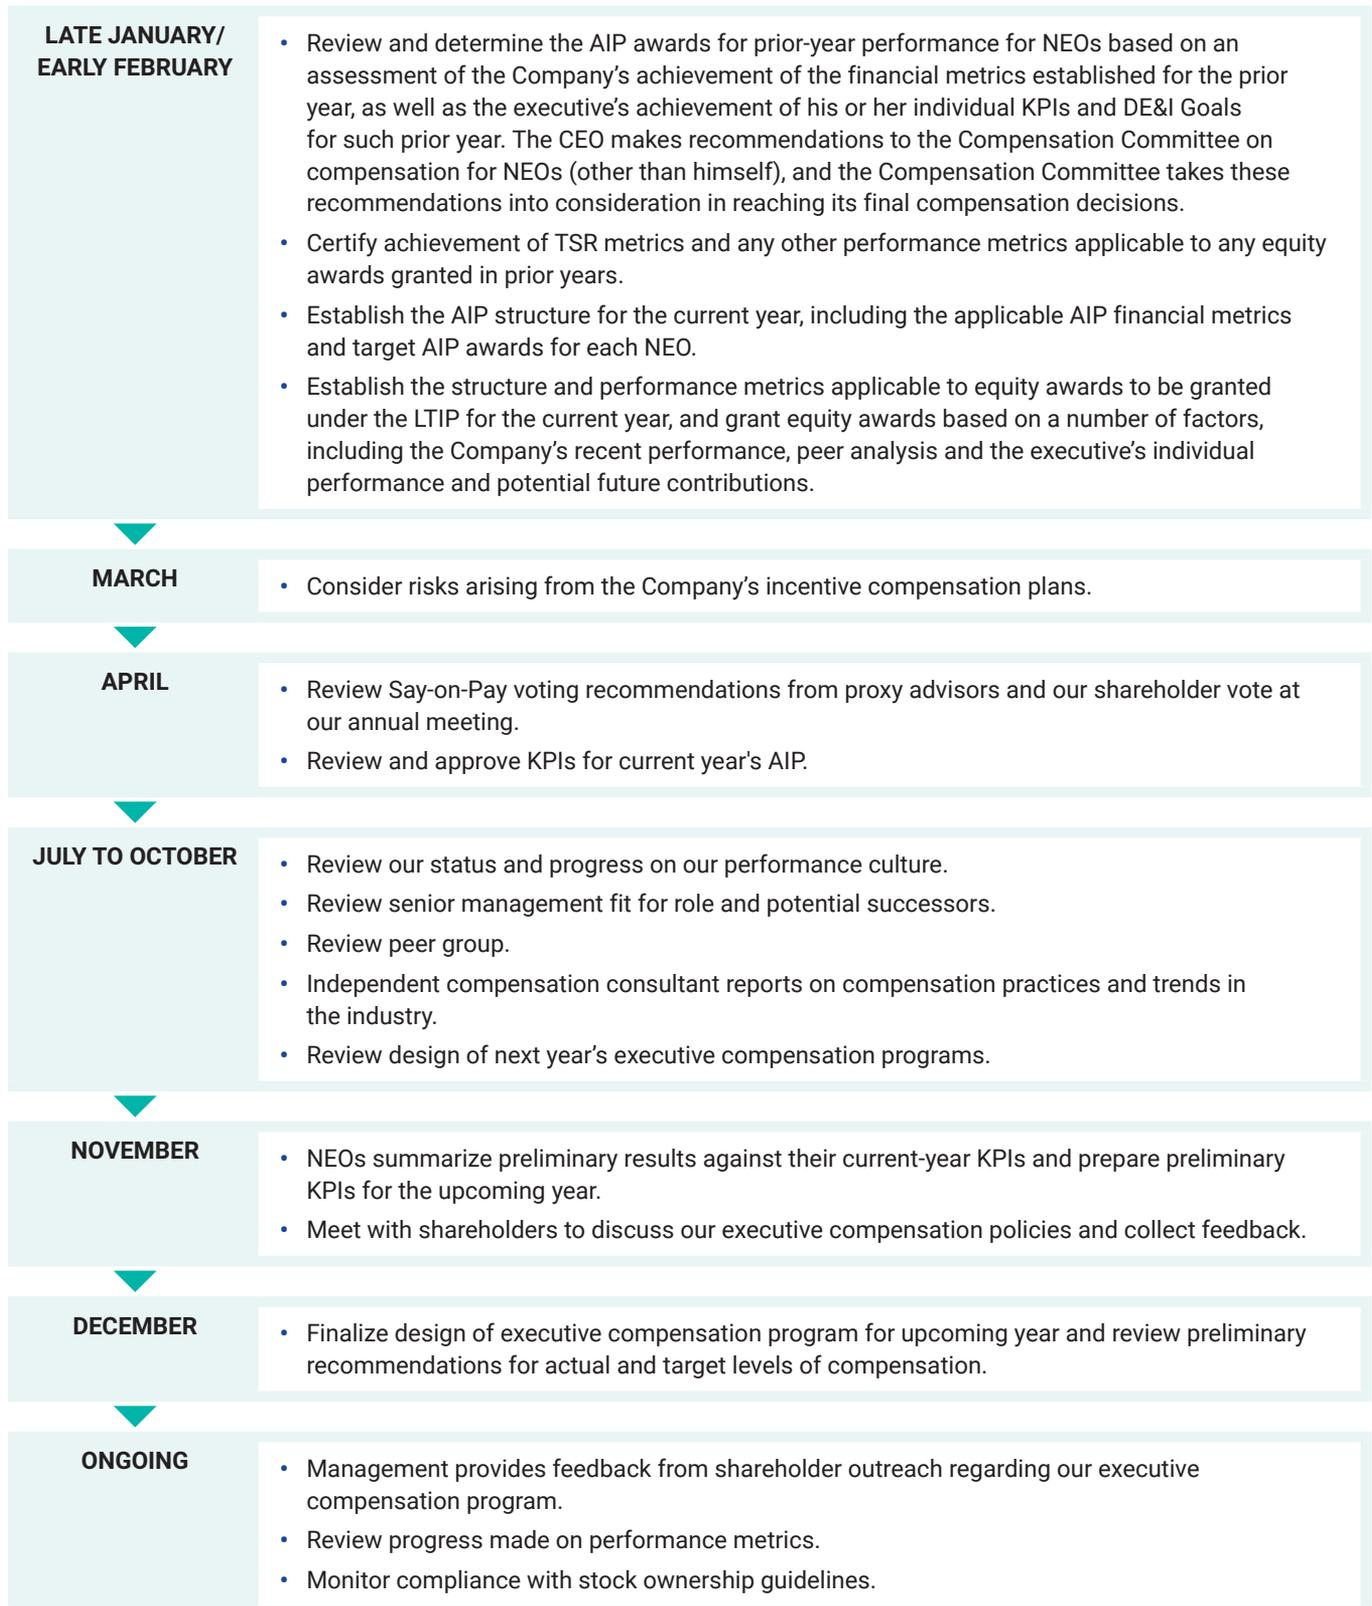 LATE JANUARY/
EARLY FEBRUARY
• Review and determine the AIP awards for prior-year performance for NEOs based on an
assessment of the Company’s achievement of the financial metrics established for the prior
year, as well as the executive’s achievement of his or her individual KPIs and DE&I Goals
for such prior year. The CEO makes recommendations to the Compensation Committee on
compensation for NEOs (other than himself), and the Compensation Committee takes these
recommendations into consideration in reaching its final compensation decisions.
• Certify achievement of TSR metrics and any other performance metrics applicable to any equity
awards granted in prior years.
• Establish the AIP structure for the current year, including the applicable AIP financial metrics
and target AIP awards for each NEO.
• Establish the structure and performance metrics applicable to equity awards to be granted
under the LTIP for the current year, and grant equity awards based on a number of factors,
including the Company’s recent performance, peer analysis and the executive’s individual
performance and potential future contributions.
MARCH
• Consider risks arising from the Company’s incentive compensation plans.
APRIL
• Review Say-on-Pay voting recommendations from proxy advisors and our shareholder vote at
our annual meeting.
• Review and approve KPIs for current year's AIP.
JULY TO OCTOBER
• Review our status and progress on our performance culture.
• Review senior management fit for role and potential successors.
• Review peer group.
• Independent compensation consultant reports on compensation practices and trends in
the industry.
• Review design of next year’s executive compensation programs.
NOVEMBER
• NEOs summarize preliminary results against their current-year KPIs and prepare preliminary
KPIs for the upcoming year.
• Meet with shareholders to discuss our executive compensation policies and collect feedback.
DECEMBER
• Finalize design of executive compensation program for upcoming year and review preliminary
recommendations for actual and target levels of compensation.
ONGOING
• Management provides feedback from shareholder outreach regarding our executive
compensation program.
• Review progress made on performance metrics.
• Monitor compliance with stock ownership guidelines.